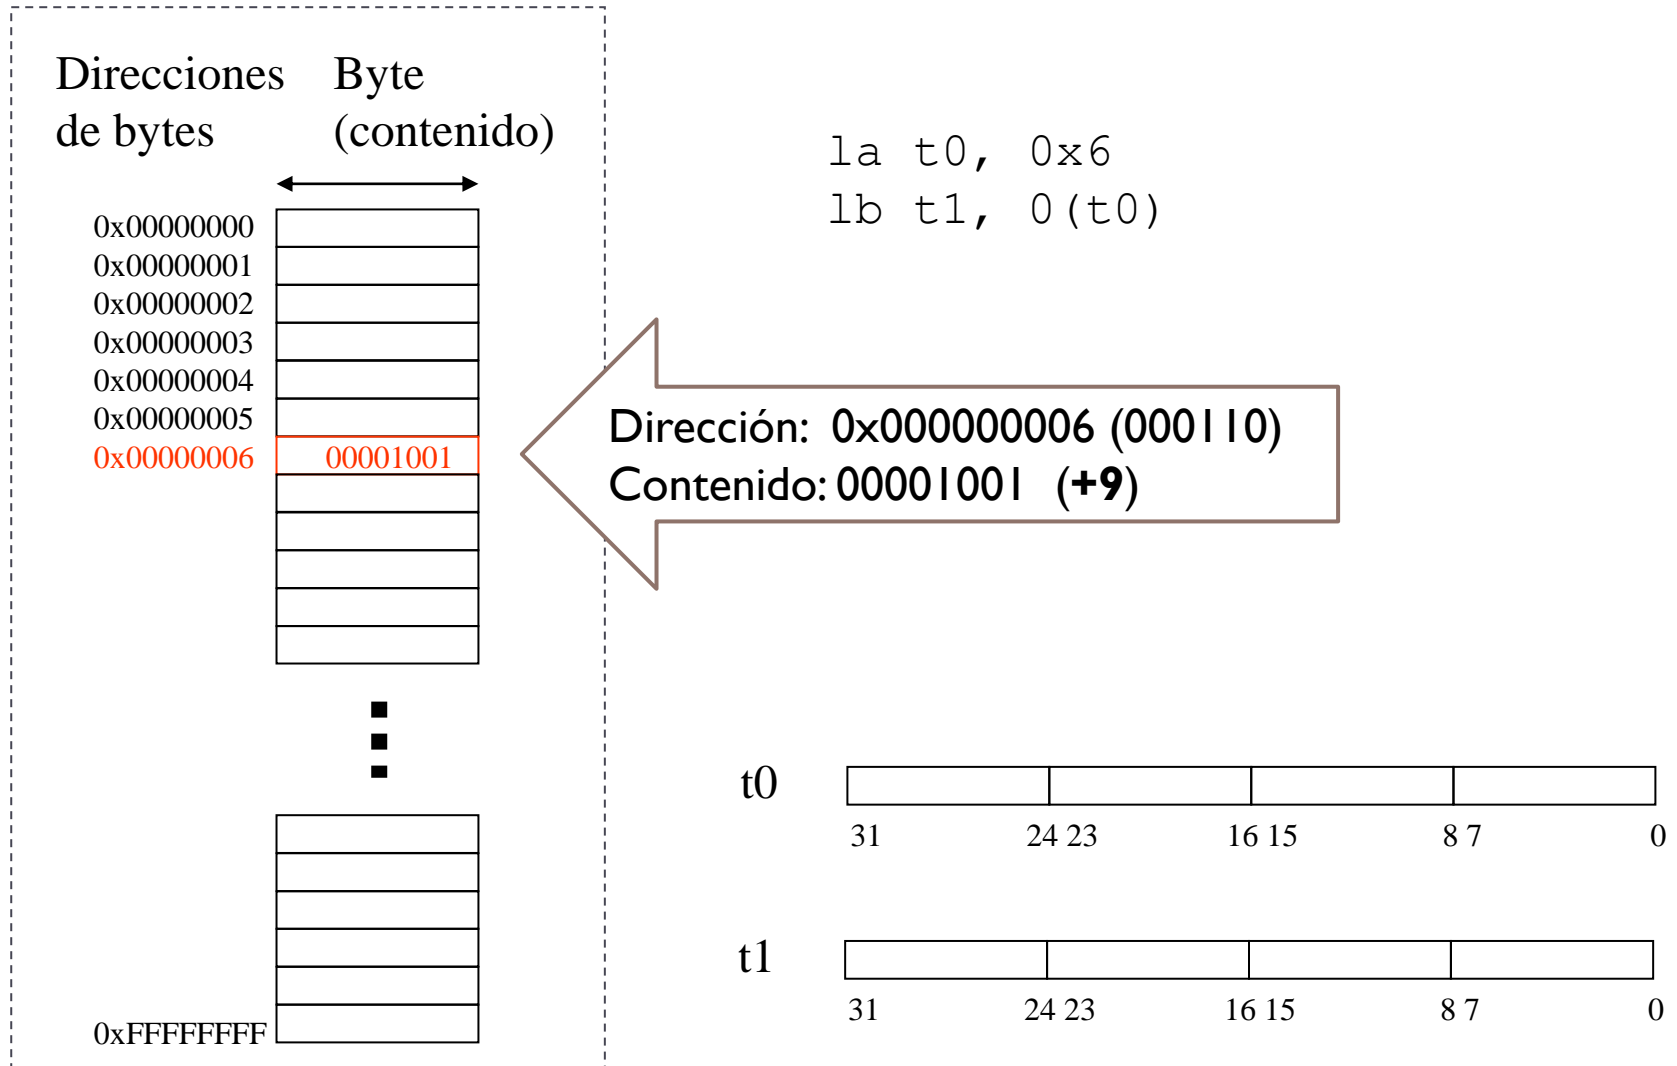 Direcciones de bytes
Byte (contenido)
la t0, 0x6
lb t1, 0(t0)
0x00000000
0x00000001
0x00000002
0x00000003
0x00000004
0x00000005
0x00000006 00001001
Dirección: 0x000000006 (000110)
Contenido: 00001001 (+9)
0xFFFFFFFF
t0
31 24 23 16 15 8 7 0
t1
31 24 23 16 15 8 7 0